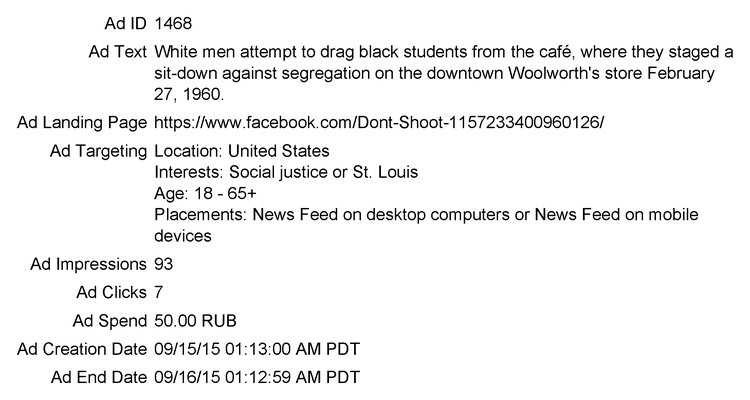 Ad ID 1468
Ad Text White men attempt to drag black students from the café, where they staged a
sit-down against segregation on the downtown Woolworth's store February
27, 1960.
Ad Landing Page https://www.facebook.com/Dont-Shoot-1157233400960126/
Ad Targeting Location: United States
Interests: Social justice or St. Louis
Age: 18 - 65+
Placements: News Feed on desktop computers or News Feed on mobile
devices
Ad Impressions 93
Ad Clicks 7
Ad Spend 50.00 RUB
Ad Creation Date 09/15/15 01:13:00 AM PDT
Ad End Date 09/16/15 01:12:59 AM PDT